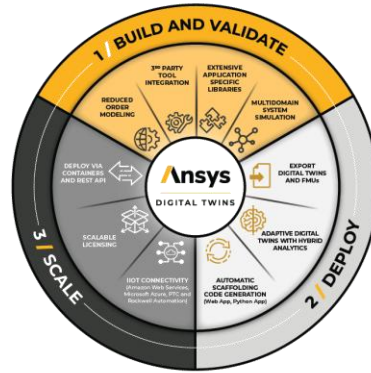 1 / BUILD AND VALIDATE
REDUCED
ORDER
MODELING
3RD PARTY
TOOL
INTEGRATION
EXTENSIVE
APPLICATION
SPECIFIC
LIBRARIES
MULTIDOMAIN
SYSTEM
SIMULATION
2 / DEPLOY
EXPORT
DIGITAL TWINS
AND FMUs
ADAPTIVE DIGITAL
TWINS WITH HYBRID
ANALYTICS
AUTOMATIC
SCAFFOLDING
CODE GENERATION
(Web App, Python App)
3 / SCALE
IIOT CONNECTIVITY
(Amazon Web Services,
Microsoft Azure, PTC and
Rockwell Automation)
SCALABLE
LICENSING
DEPLOY VIA
CONTAINERS
AND REST API
Ansys
DIGITAL TWINS